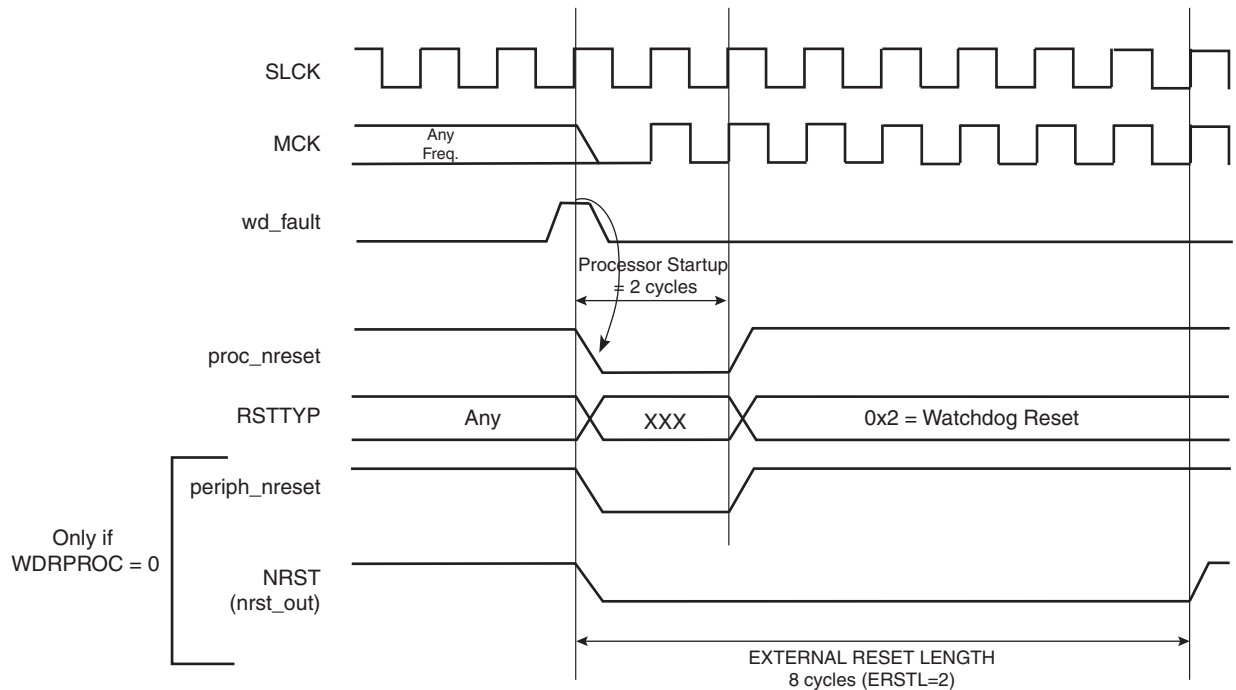 SLCK
MCK
Any
Freq.
wd_fault
Processor Startup
= 2 cycles
proc_nreset
RSTTYP
Any
XXX
0x2 = Watchdog Reset
periph_nreset
Only if
WDRPROC = 0
NRST
(nrst_out)
EXTERNAL RESET LENGTH
8 cycles (ERSTL=2)